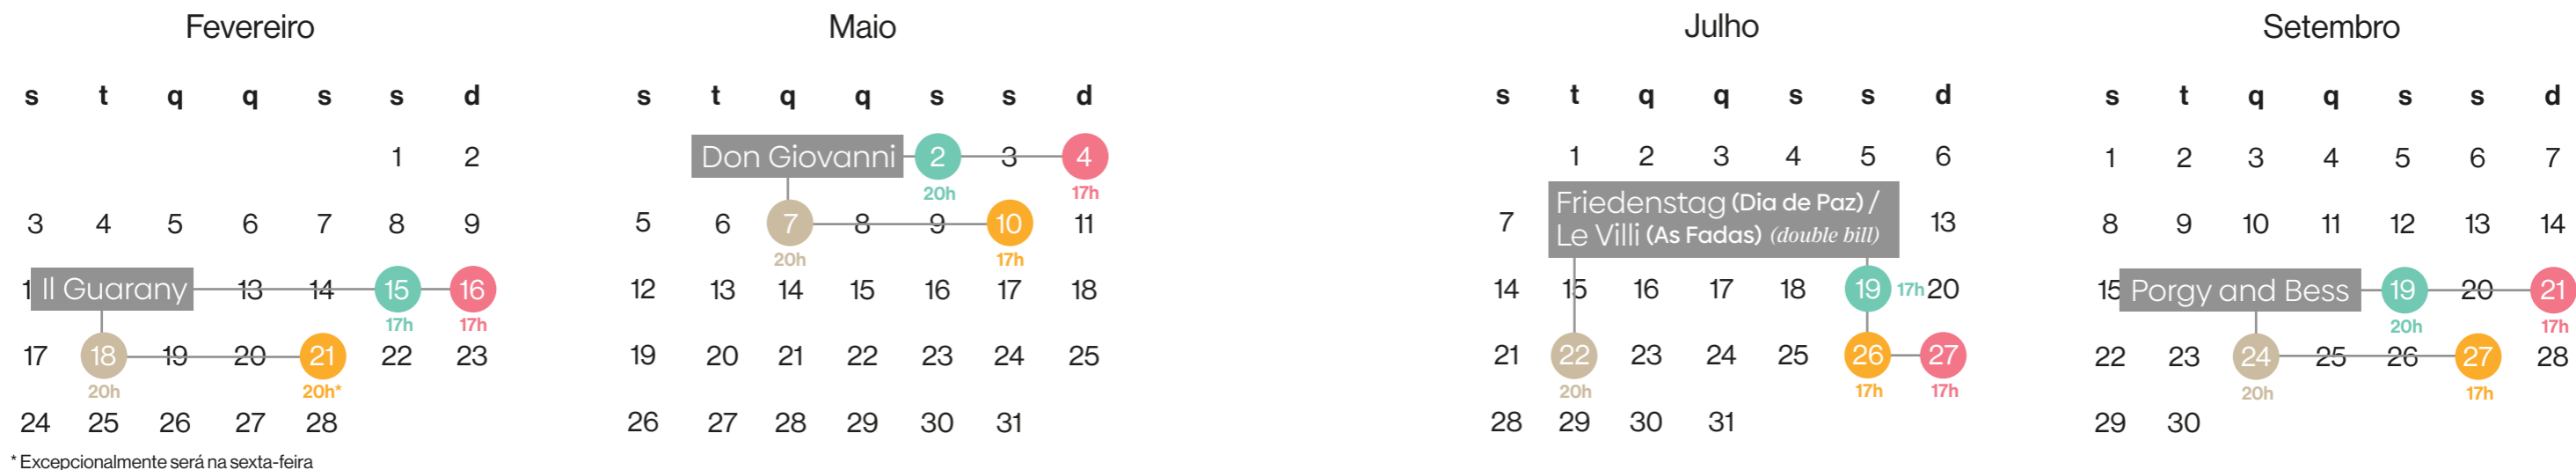 Fevereiro
s t q q s s d
1 2
3 4 5 6 7 8 9
Il Guarany 13 14 15 16
17h 17h
17 18 19 20 21 22 23
20h 20h*
24 25 26 27 28
* Excepcionalmente será na sexta-feira
Maio
s t q q s s d
Don Giovanni 2 3 4
20h 17h
5 6 7 8 9 10 11
20h 17h
12 13 14 15 16 17 18
19 20 21 22 23 24 25
26 27 28 29 30 31
Julho
s t q q s s d
1 2 3 4 5 6
7 Friedenstag (Dia de Paz) / 13
Le Villi (As Fadas) (double bill)
14 15 16 17 18 19 17h 20
21 22 23 24 25 26 27
20h 17h 17h
28 29 30 31
Setembro
s t q q s s d
1 2 3 4 5 6 7
8 9 10 11 12 13 14
15 Porgy and Bess 19 20 21
20h 17h
22 23 24 25 26 27 28
20h 17h
29 30